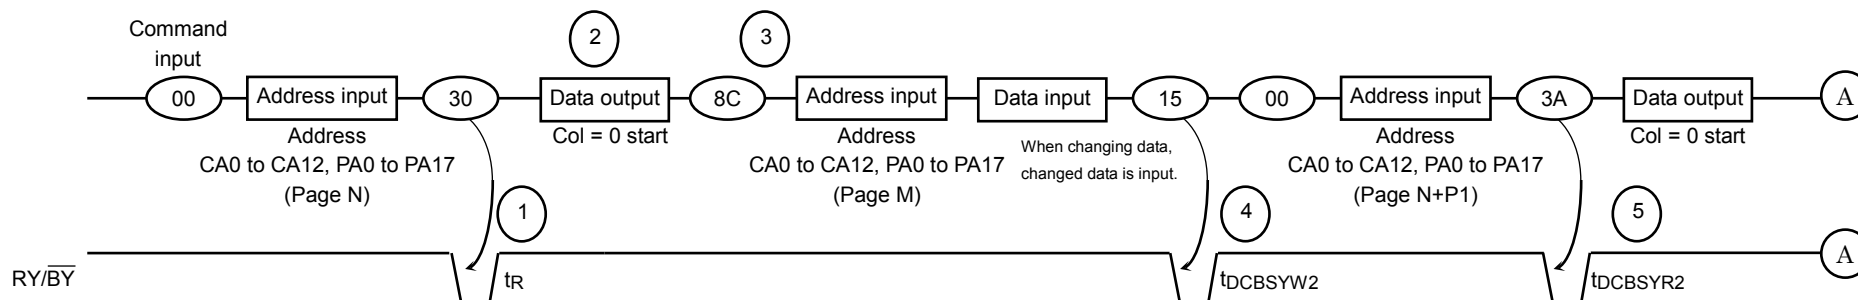 Command
input
2
3
00
Address input
30
Data output
8C
Address input
Data input
15
00
Address input
3A
Data output
A
Address
CA0 to CA12, PA0 to PA17
(Page N)
Col = 0 start
Address
CA0 to CA12, PA0 to PA17
(Page M)
When changing data,
changed data is input.
Address
CA0 to CA12, PA0 to PA17
(Page N+P1)
Col = 0 start
1
4
5
RY/BY
tR
tDCBSYW2
tDCBSYR2
A